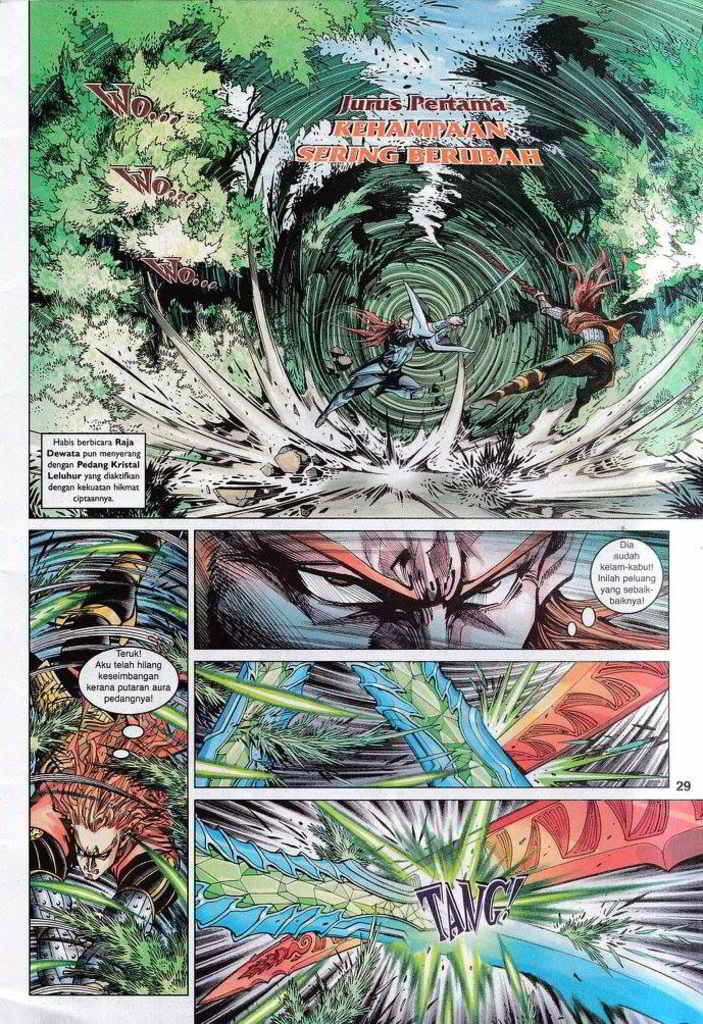 Jurus Pertama
KEHAMPAAN
SERING BERUBAH
Wo...
Wo...
Wo...
Habis berbicara Raja
Dewata pun menyerang
dengan Pedang Kristal
Leluhur yang diaktifkan
dengan kekuatan hikmat
ciptaannya.
Teruk!
Aku telah hilang
keseimbangan
kerana putaran aura
pedangnya!
Dia
sudah
kelam-kabut!
Inilah peluang
yang sebaik-
baiknya!
29
TANG!